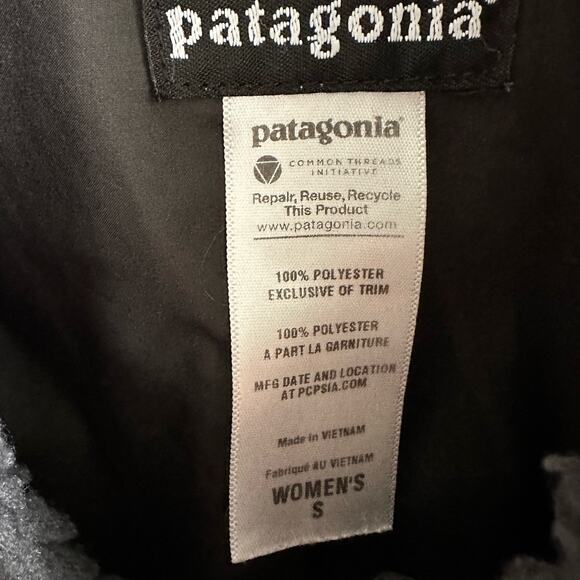 patagonia®
patagonia®
COMMON THREADS
INITIATIVE
Repair, Reuse, Recycle
This Product
www.patagonia.com
100% POLYESTER
EXCLUSIVE OF TRIM
100% POLYESTER
A PART LA GARNITURE
MFG DATE AND LOCATION
AT PCPSIA.COM
Made in VIETNAM
Fabriqué AU VIETNAM
WOMEN'S
S